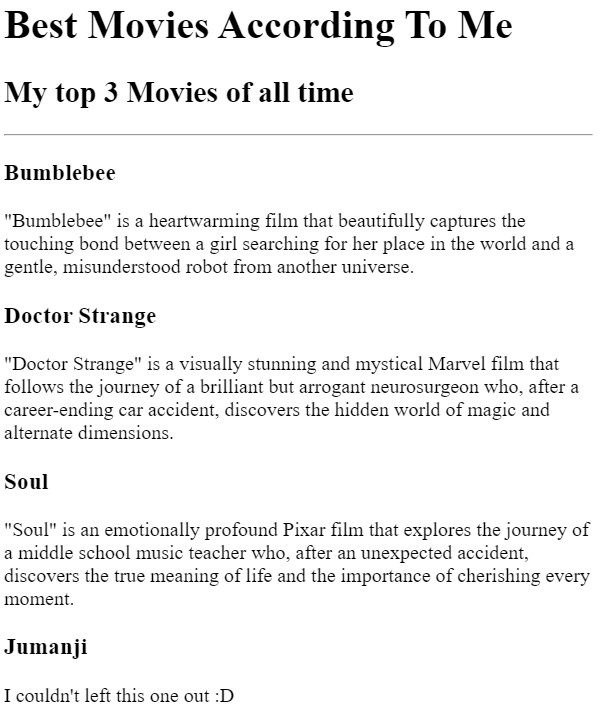 Best Movies According To Me
My top 3 Movies of all time
Bumblebee
"Bumblebee" is a heartwarming film that beautifully captures the
touching bond between a girl searching for her place in the world and a
gentle, misunderstood robot from another universe.
Doctor Strange
"Doctor Strange" is a visually stunning and mystical Marvel film that
follows the journey of a brilliant but arrogant neurosurgeon who, after a
career-ending car accident, discovers the hidden world of magic and
alternate dimensions.
Soul
"Soul" is an emotionally profound Pixar film that explores the journey of
a middle school music teacher who, after an unexpected accident,
discovers the true meaning of life and the importance of cherishing every
moment.
Jumanji
I couldn't left this one out :D